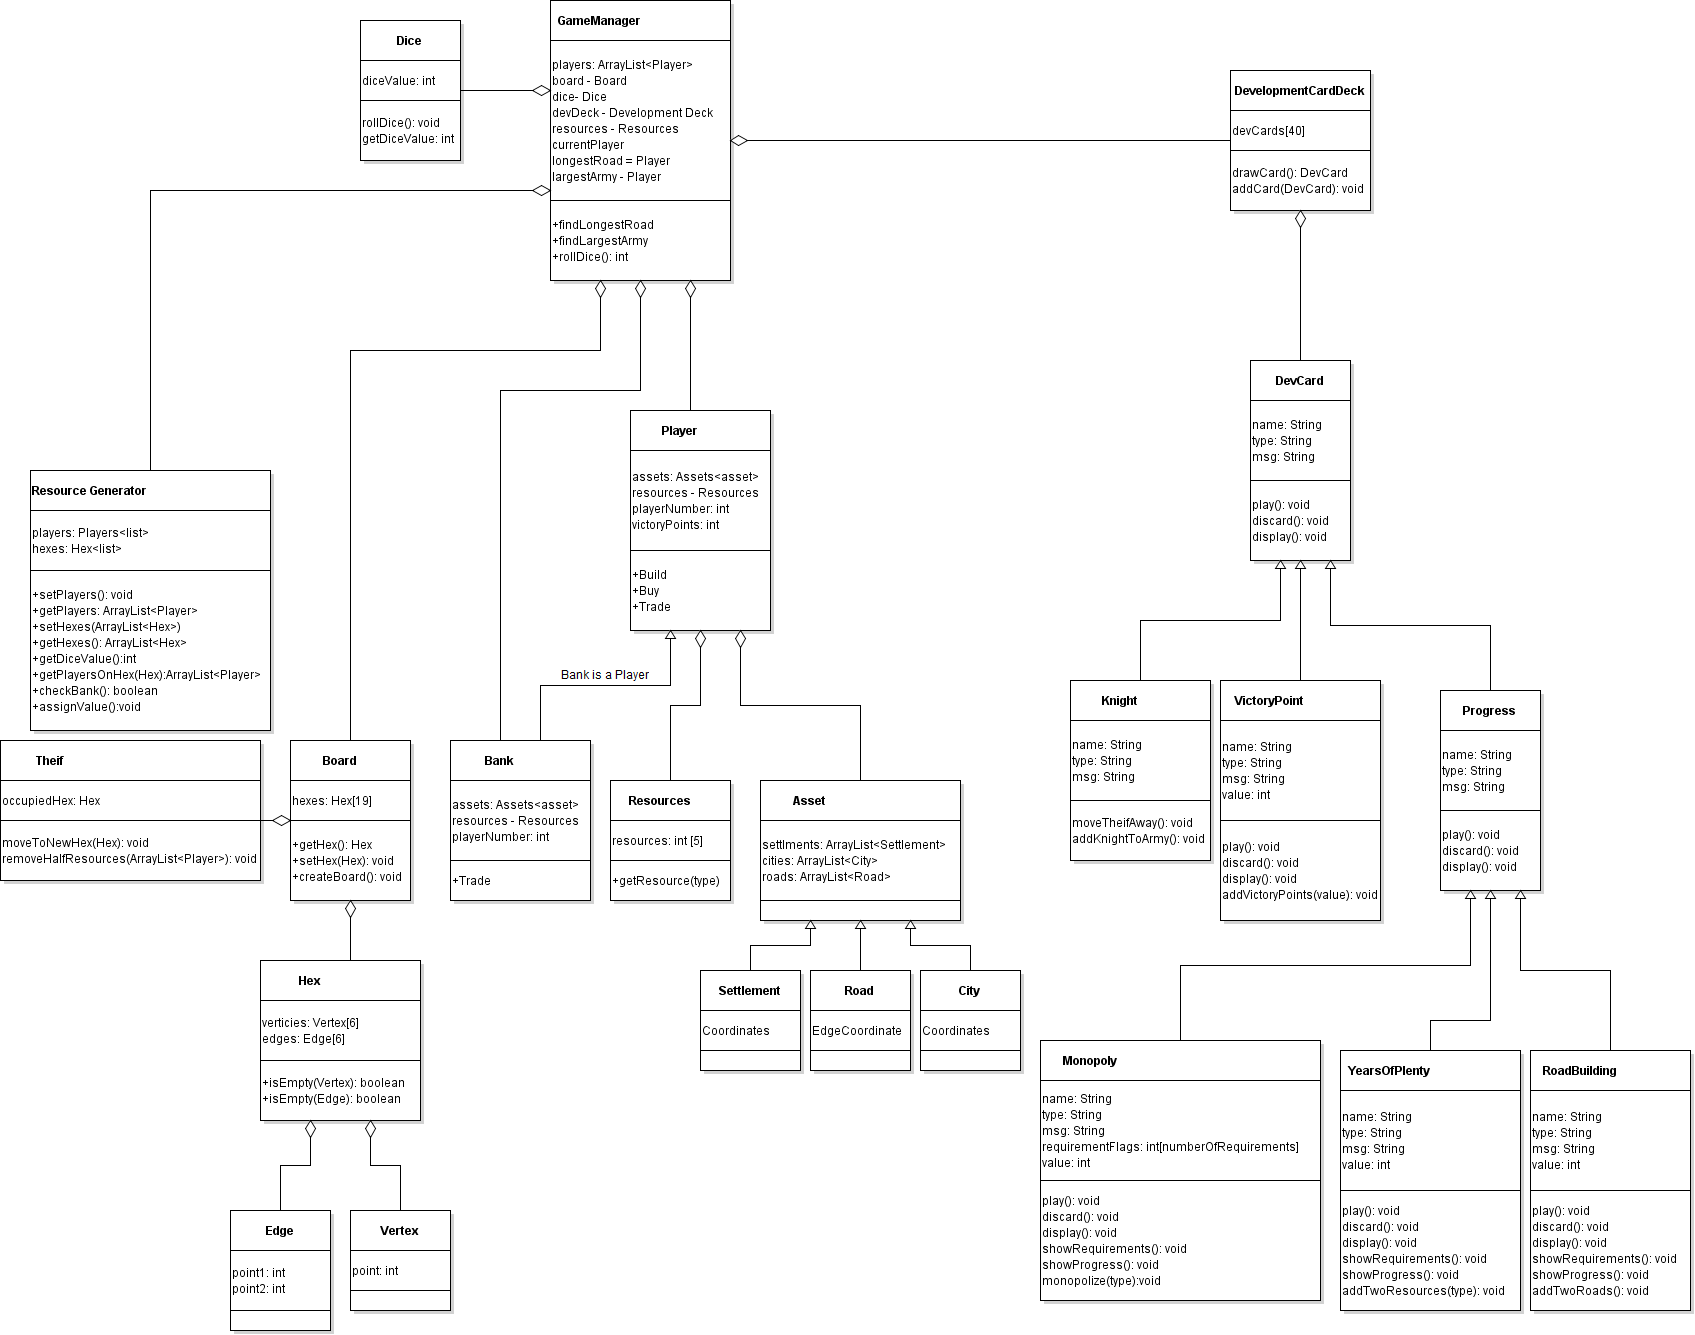 GameManager
players: ArrayList<Player>
board - Board
dice- Dice
devDeck - Development Deck
resources - Resources
currentPlayer
longestRoad = Player
largestArmy - Player
+findLongestRoad
+findLargestArmy
+rollDice(): int
Dice
diceValue: int
rollDice(): void
getDiceValue: int
DevelopmentCardDeck
devCards[40]
drawCard(): DevCard
addCard(DevCard): void
DevCard
name: String
type: String
msg: String
play(): void
discard(): void
display(): void
Player
assets: Assets<asset>
resources - Resources
playerNumber: int
victoryPoints: int
+Build
+Buy
+Trade
Resource Generator
players: Players<list>
hexes: Hex<list>
+setPlayers(): void
+getPlayers: ArrayList<Player>
+setHexes(ArrayList<Hex>)
+getHexes(): ArrayList<Hex>
+getDiceValue():int
+getPlayersOnHex(Hex):ArrayList<Player>
+checkBank(): boolean
+assignValue():void
Bank is a Player
Theif
occupiedHex: Hex
moveToNewHex(Hex): void
removeHalfResources(ArrayList<Player>): void
Board
hexes: Hex[19]
+getHex(): Hex
+setHex(Hex): void
+createBoard(): void
Bank
assets: Assets<asset>
resources - Resources
playerNumber: int
+Trade
Resources
resources: int [5]
+getResource(type)
Asset
settlments: ArrayList<Settlement>
cities: ArrayList<City>
roads: ArrayList<Road>
Knight
name: String
type: String
msg: String
moveTheifAway(): void
addKnightToArmy(): void
VictoryPoint
name: String
type: String
msg: String
value: int
play(): void
discard(): void
display(): void
addVictoryPoints(value): void
Progress
name: String
type: String
msg: String
play(): void
discard(): void
display(): void
Hex
verticies: Vertex[6]
edges: Edge[6]
+isEmpty(Vertex): boolean
+isEmpty(Edge): boolean
Settlement
Coordinates
Road
EdgeCoordinate
City
Coordinates
Monopoly
name: String
type: String
msg: String
requirementFlags: int[numberOfRequirements]
value: int
play(): void
discard(): void
display(): void
showRequirements(): void
showProgress(): void
monopolize(type):void
YearsOfPlenty
name: String
type: String
msg: String
value: int
play(): void
discard(): void
display(): void
showRequirements(): void
showProgress(): void
addTwoResources(type): void
RoadBuilding
name: String
type: String
msg: String
value: int
play(): void
discard(): void
display(): void
showRequirements(): void
showProgress(): void
addTwoRoads(): void
Edge
point1: int
point2: int
Vertex
point: int